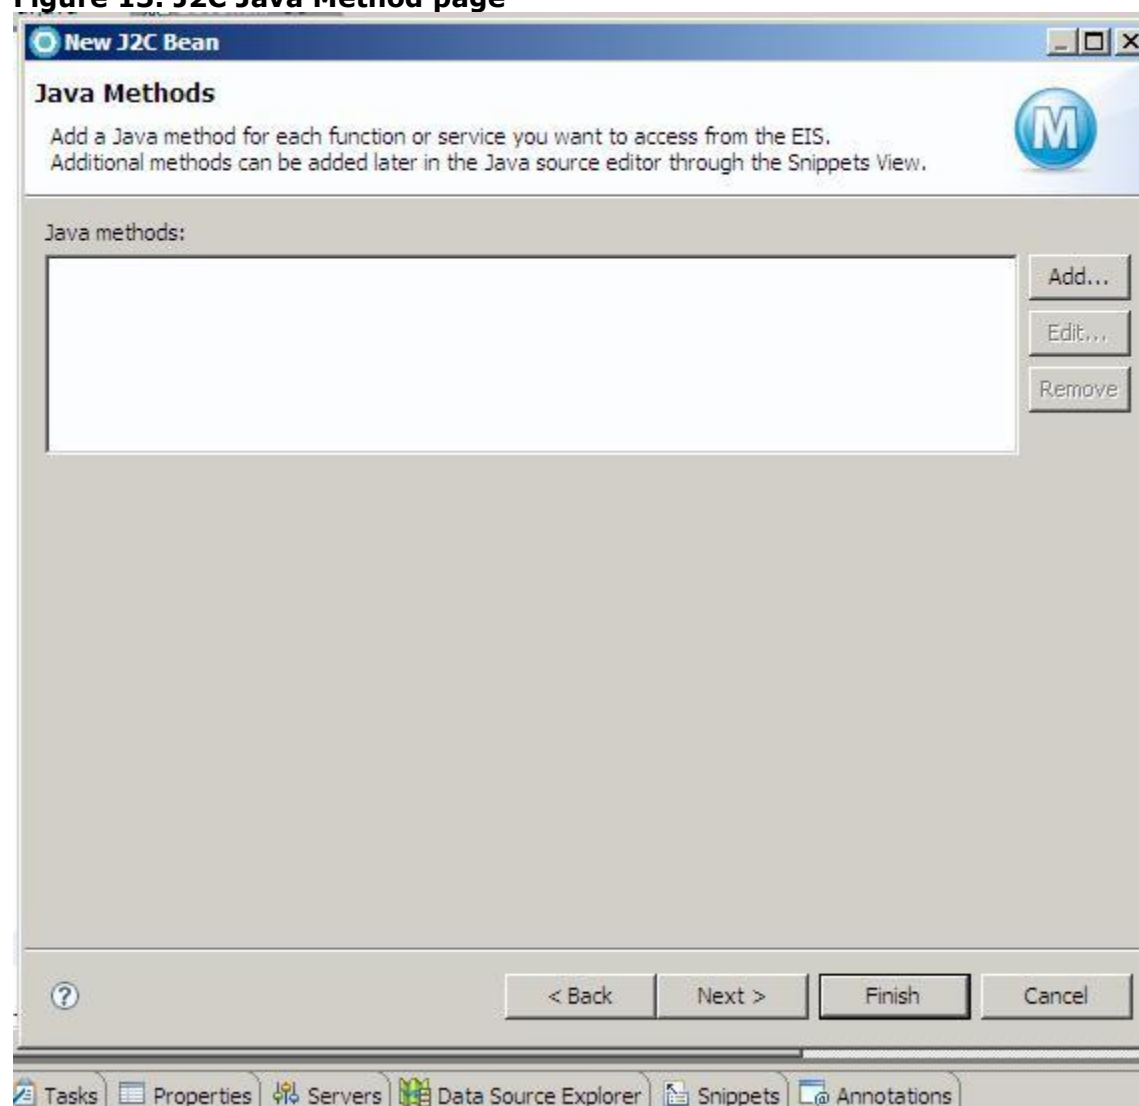 Figure 13. J2C Java Method page
New J2C Bean
Java Methods
Add a Java method for each function or service you want to access from the EIS.
Additional methods can be added later in the Java source editor through the Snippets View.
M
Java methods:
Add...
Edit...
Remove
?
< Back
Next >
Finish
Cancel
Tasks
Properties
Servers
Data Source Explorer
Snippets
Annotations